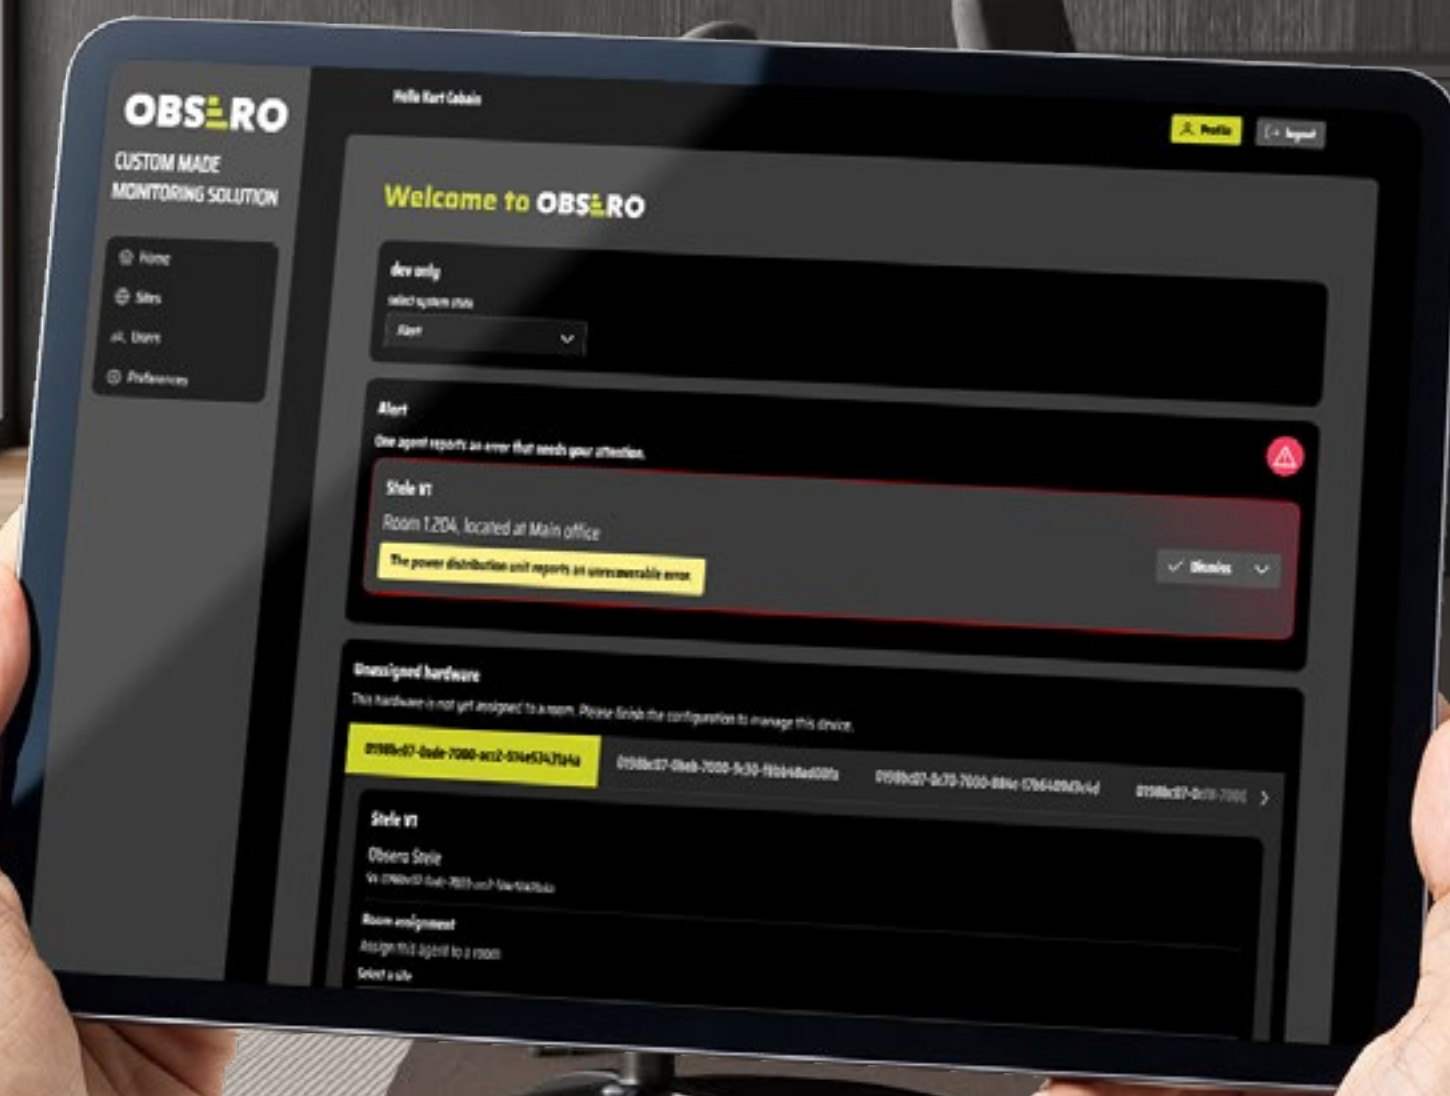 OBSERO
CUSTOM MADE
MONITORING SOLUTION
Home
Sites
Users
Preferences
Hello Kurt Cobain
Profile
logout
Welcome to OBSERO
dev only
select system state
Alert
Alert
One agent reports an error that needs your attention.
Stele V1
Room 1.204, located at Main office
The power distribution unit reports an unrecoverable error.
Dismiss
Unassigned hardware
This hardware is not yet assigned to a room. Please finish the configuration to manage this device.
Stele V1
Obsero Stele
Room assignment
Assign this agent to a room
Select a site